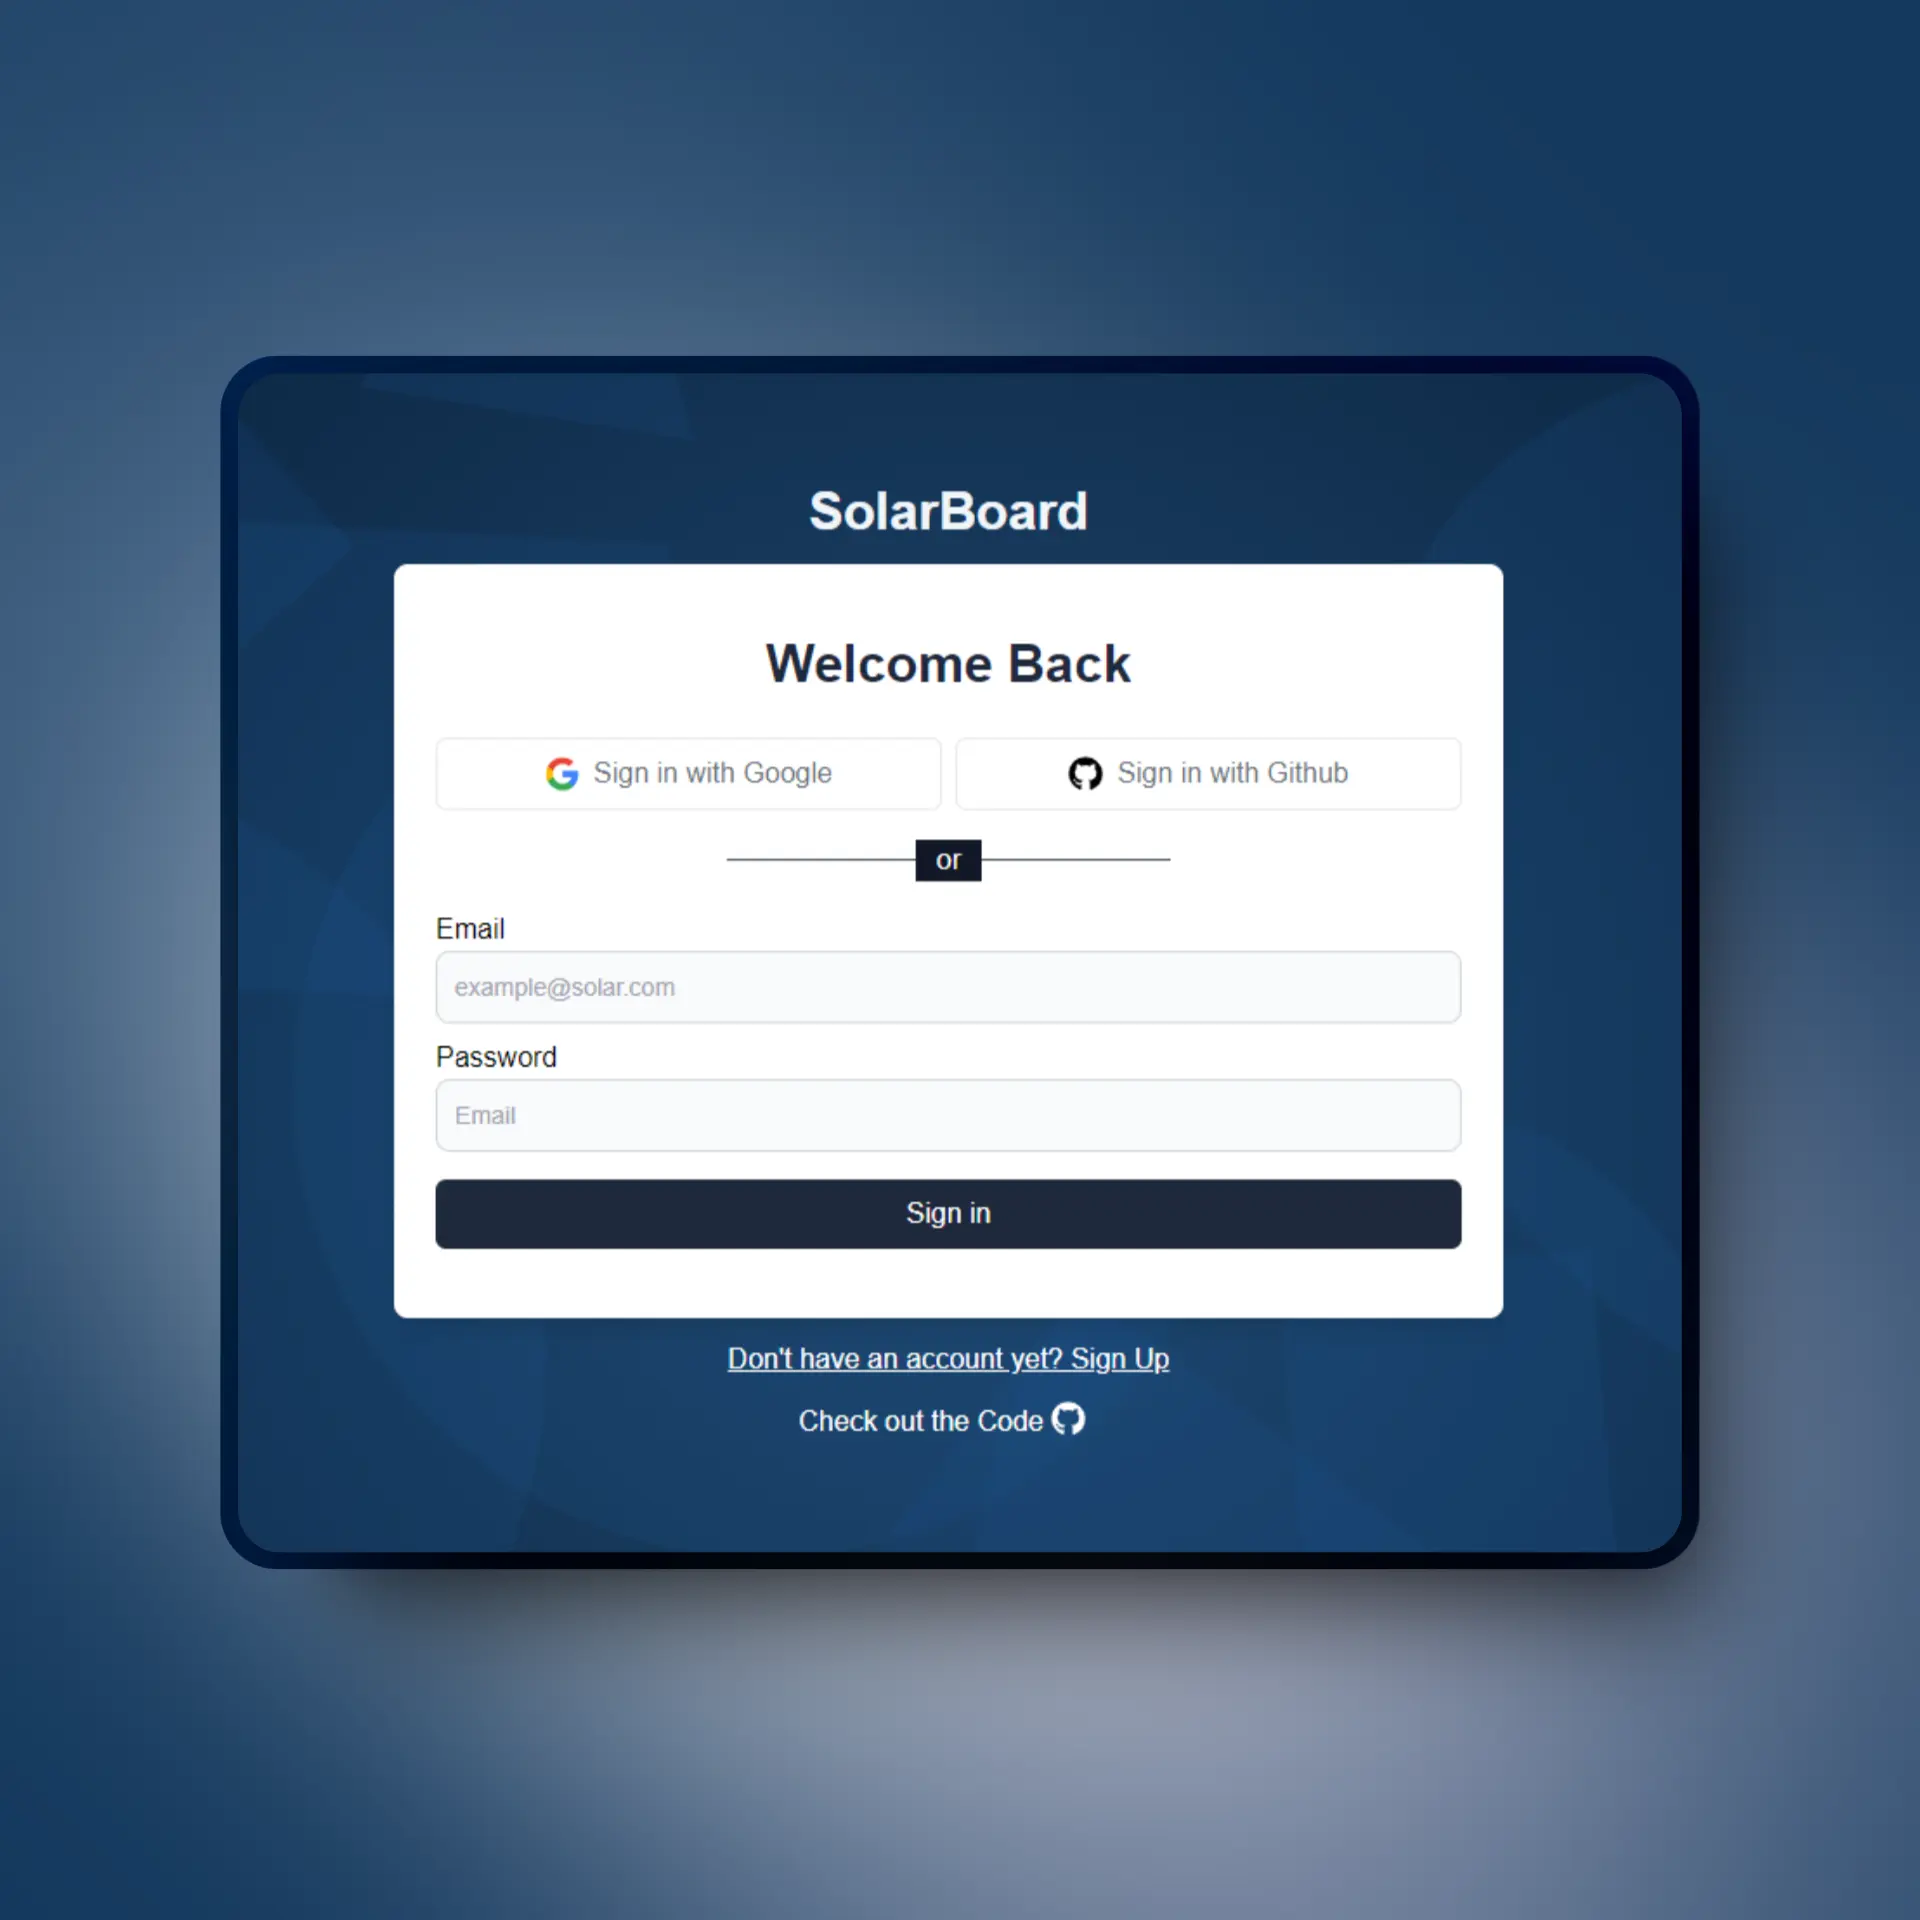 SolarBoard
Welcome Back
Sign in with Google
Sign in with Github
or
Email
example@solar.com
Password
Email
Sign in
Don't have an account yet? Sign Up
Check out the Code